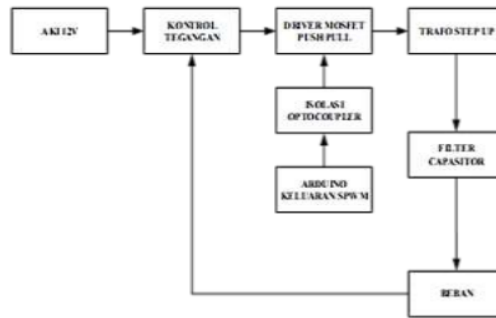 AKI 12V
KONTROL
TEGANGAN
DRIVER MOSFET
PUSH PULL
TRAFO STEP UP
ISOLASI
OPTOCOUPLER
FILTER
CAPASITOR
ARDUINO
KELUARAN SPWM
BEBAN